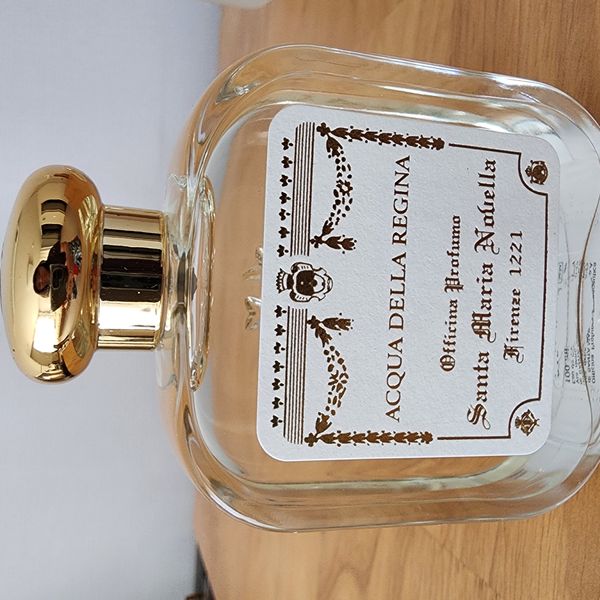 ACQUA DELLA REGINA
Officina Profumo
Santa Maria Novella
Firenze 1221